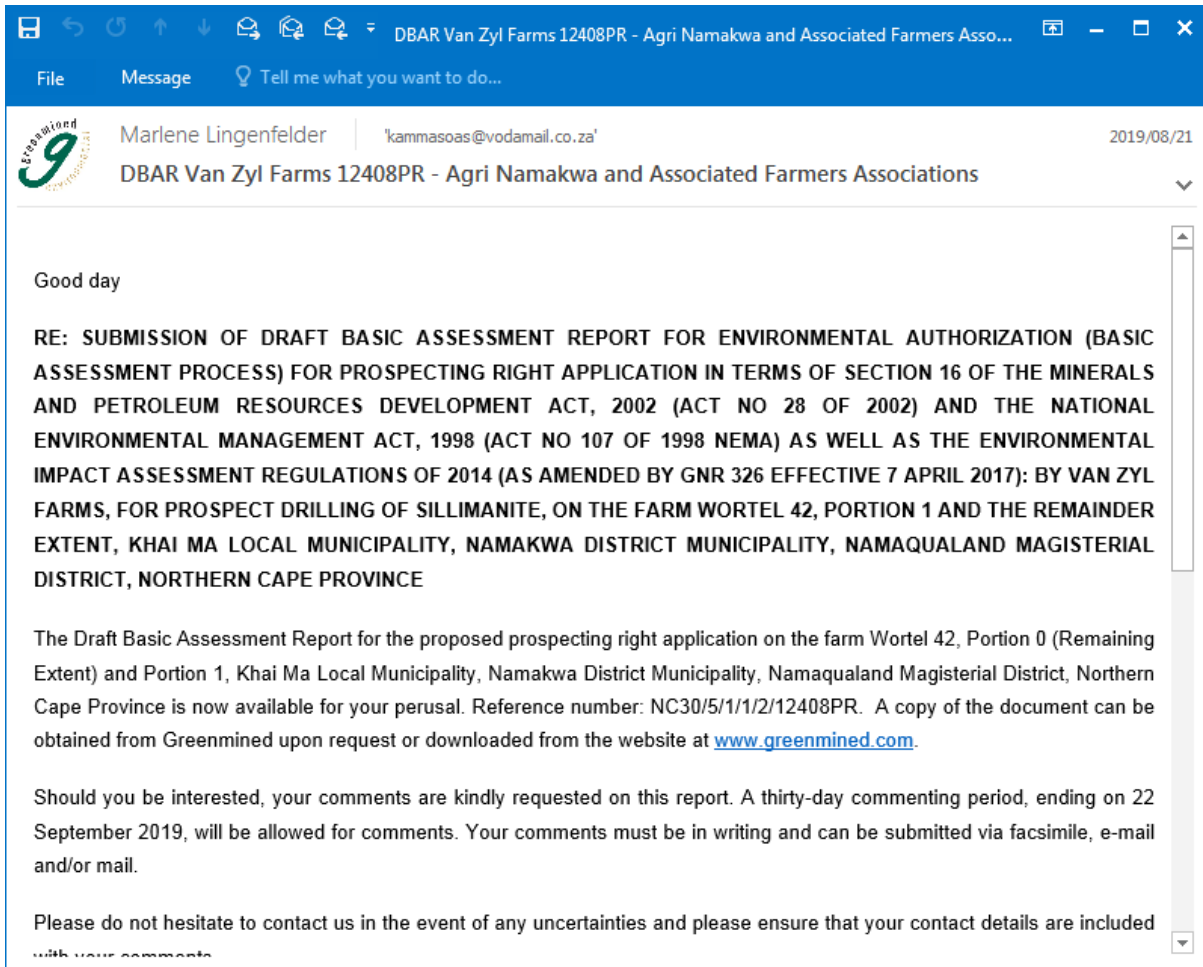 DBAR Van Zyl Farms 12408PR - Agri Namakwa and Associated Farmers Asso...
File Message Tell me what you want to do...
greenmined
g
Marlene Lingenfelder 'kammasoas@vodamail.co.za' 2019/08/21
DBAR Van Zyl Farms 12408PR - Agri Namakwa and Associated Farmers Associations
Good day
RE: SUBMISSION OF DRAFT BASIC ASSESSMENT REPORT FOR ENVIRONMENTAL AUTHORIZATION (BASIC
ASSESSMENT PROCESS) FOR PROSPECTING RIGHT APPLICATION IN TERMS OF SECTION 16 OF THE MINERALS
AND PETROLEUM RESOURCES DEVELOPMENT ACT, 2002 (ACT NO 28 OF 2002) AND THE NATIONAL
ENVIRONMENTAL MANAGEMENT ACT, 1998 (ACT NO 107 OF 1998 NEMA) AS WELL AS THE ENVIRONMENTAL
IMPACT ASSESSMENT REGULATIONS OF 2014 (AS AMENDED BY GNR 326 EFFECTIVE 7 APRIL 2017): BY VAN ZYL
FARMS, FOR PROSPECT DRILLING OF SILLIMANITE, ON THE FARM WORTEL 42, PORTION 1 AND THE REMAINDER
EXTENT, KHAI MA LOCAL MUNICIPALITY, NAMAKWA DISTRICT MUNICIPALITY, NAMAQUALAND MAGISTERIAL
DISTRICT, NORTHERN CAPE PROVINCE
The Draft Basic Assessment Report for the proposed prospecting right application on the farm Wortel 42, Portion 0 (Remaining
Extent) and Portion 1, Khai Ma Local Municipality, Namakwa District Municipality, Namaqualand Magisterial District, Northern
Cape Province is now available for your perusal. Reference number: NC30/5/1/1/2/12408PR. A copy of the document can be
obtained from Greenmined upon request or downloaded from the website at www.greenmined.com.
Should you be interested, your comments are kindly requested on this report. A thirty-day commenting period, ending on 22
September 2019, will be allowed for comments. Your comments must be in writing and can be submitted via facsimile, e-mail
and/or mail.
Please do not hesitate to contact us in the event of any uncertainties and please ensure that your contact details are included
with your comments